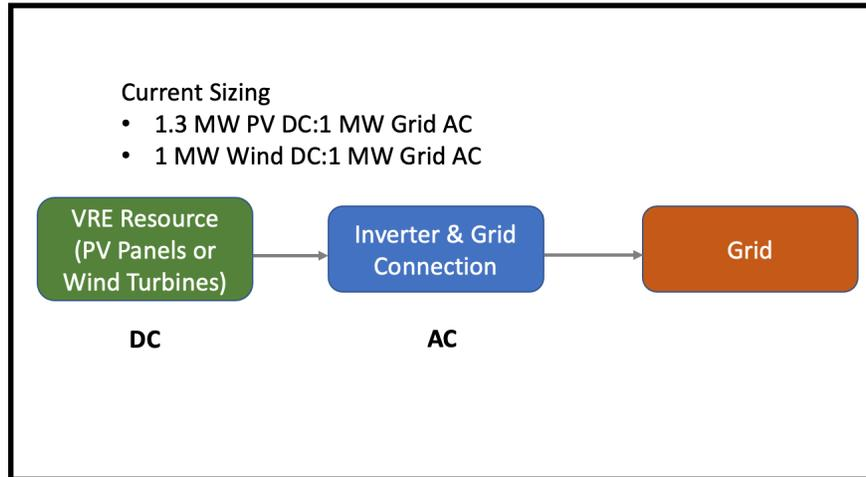 Current Sizing
• 1.3 MW PV DC:1 MW Grid AC
• 1 MW Wind DC:1 MW Grid AC
VRE Resource
(PV Panels or
Wind Turbines)
Inverter & Grid
Connection
Grid
DC
AC